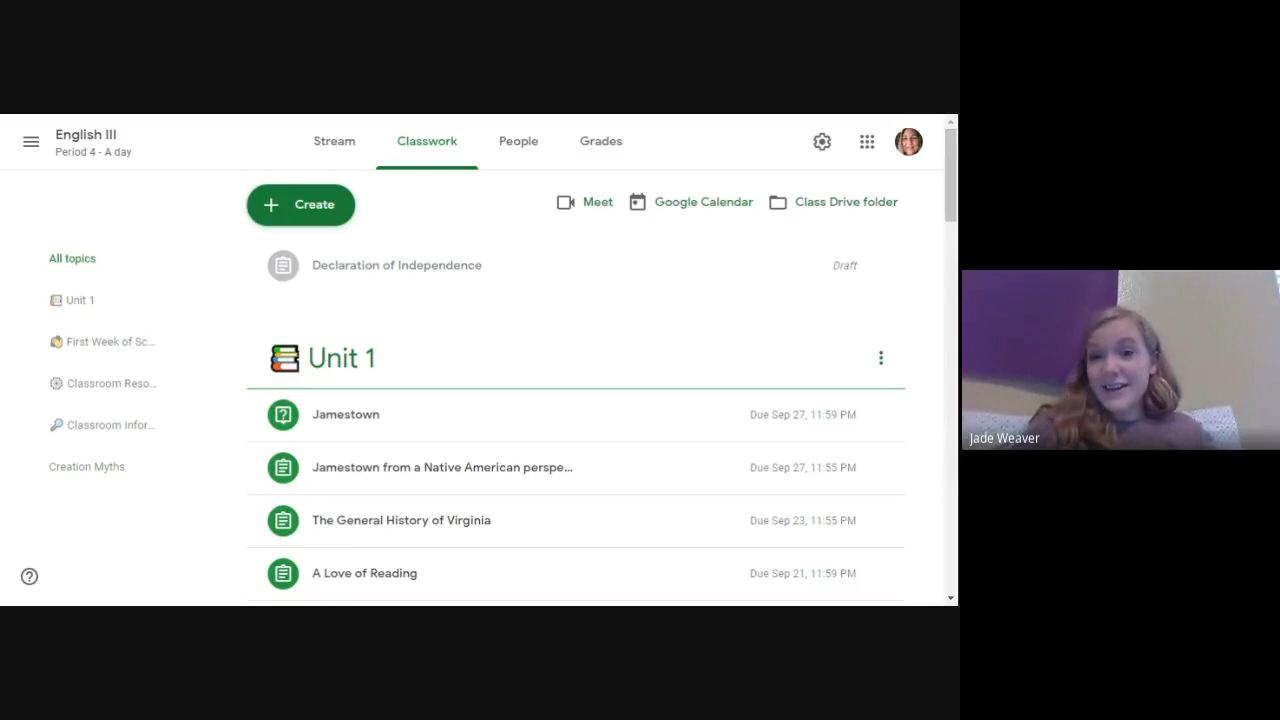 English III
Period 4 - A day
Stream
Classwork
People
Grades
Create
Meet
Google Calendar
Class Drive folder
All topics
Unit 1
First Week of Sc...
Classroom Reso...
Classroom Infor...
Creation Myths
Declaration of Independence
Draft
Unit 1
Jamestown
Due Sep 27, 11:59 PM
Jamestown from a Native American perspe...
Due Sep 27, 11:55 PM
The General History of Virginia
Due Sep 23, 11:55 PM
A Love of Reading
Due Sep 21, 11:59 PM
Jade Weaver